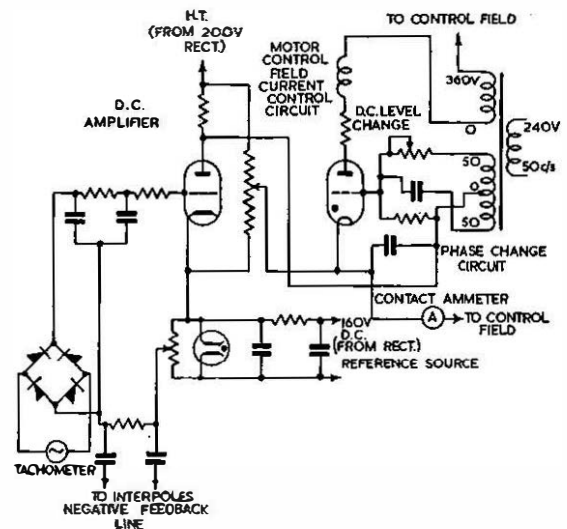 H.T.
(FROM 200V
RECT.)
TO CONTROL FIELD
MOTOR
CONTROL
FIELD
CURRENT
CONTROL
CIRCUIT
360V
D.C.
AMPLIFIER
D.C. LEVEL
CHANGE
O
240V
50 c/s
50
O
50
PHASE CHANGE
CIRCUIT
CONTACT AMMETER
A
TO CONTROL
FIELD
160V
D.C.
(FROM RECT.)
REFERENCE SOURCE
TACHOMETER
TO INTERPOLES
NEGATIVE FEEDBACK
LINE